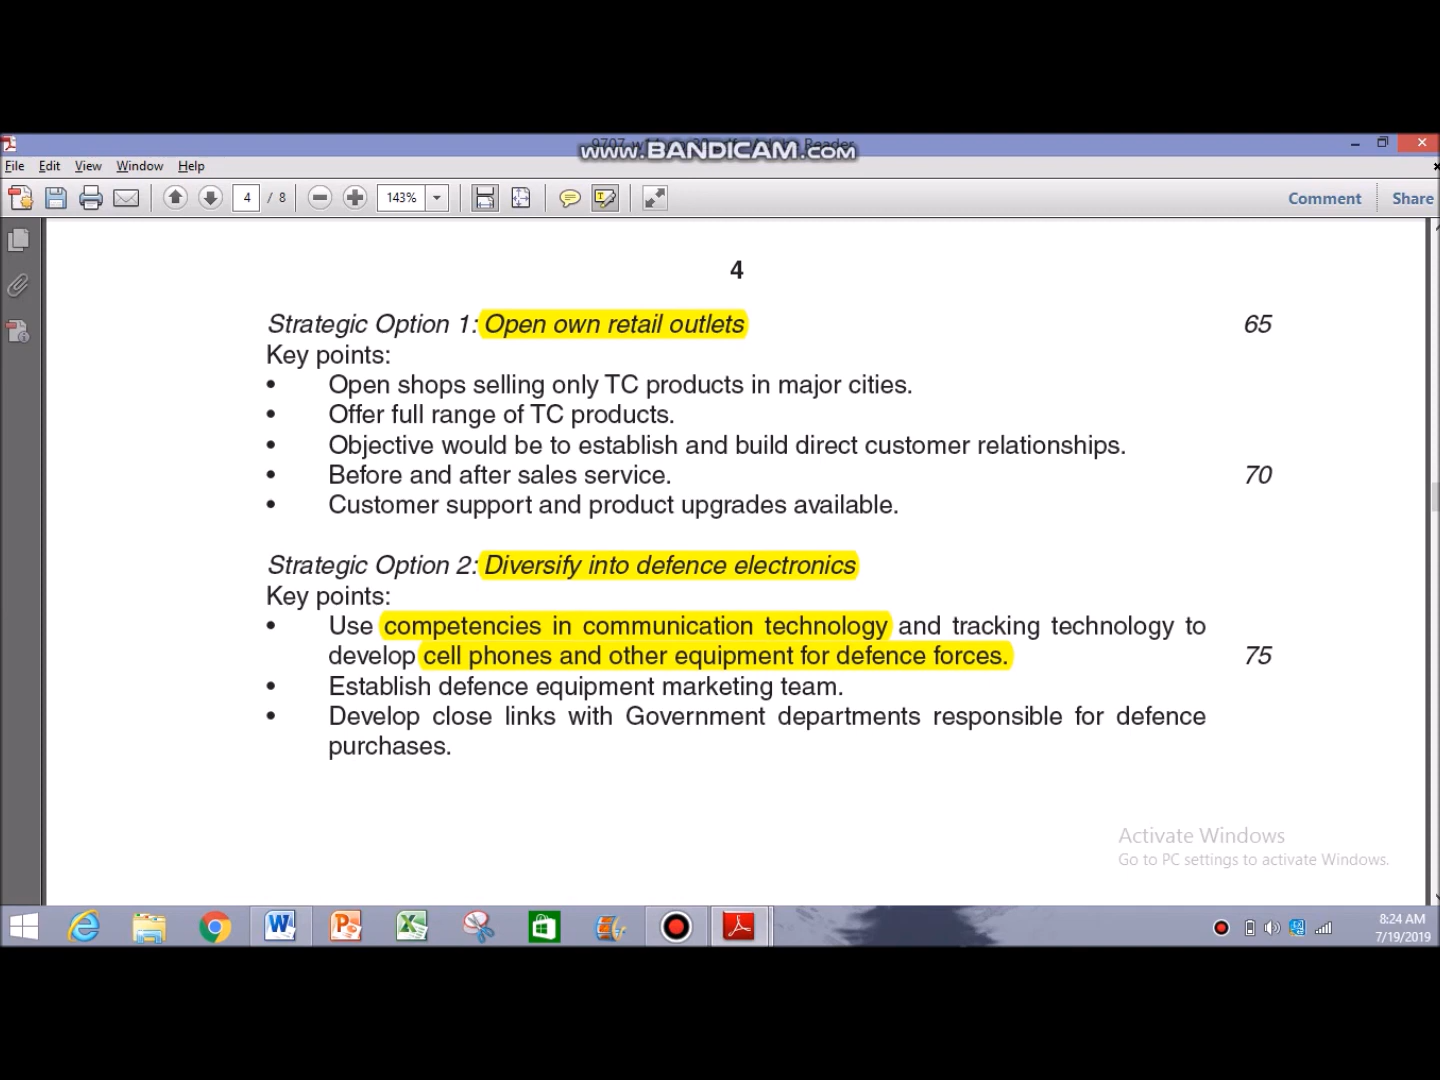 www.BANDICAM.com
File Edit View Window Help
4 / 8 143% Comment Share
4
Strategic Option 1: Open own retail outlets 65
Key points:
• Open shops selling only TC products in major cities.
• Offer full range of TC products.
• Objective would be to establish and build direct customer relationships.
• Before and after sales service. 70
• Customer support and product upgrades available.
Strategic Option 2: Diversify into defence electronics
Key points:
• Use competencies in communication technology and tracking technology to
develop cell phones and other equipment for defence forces. 75
• Establish defence equipment marketing team.
• Develop close links with Government departments responsible for defence
purchases.
Activate Windows
Go to PC settings to activate Windows.
8:24 AM
7/19/2019